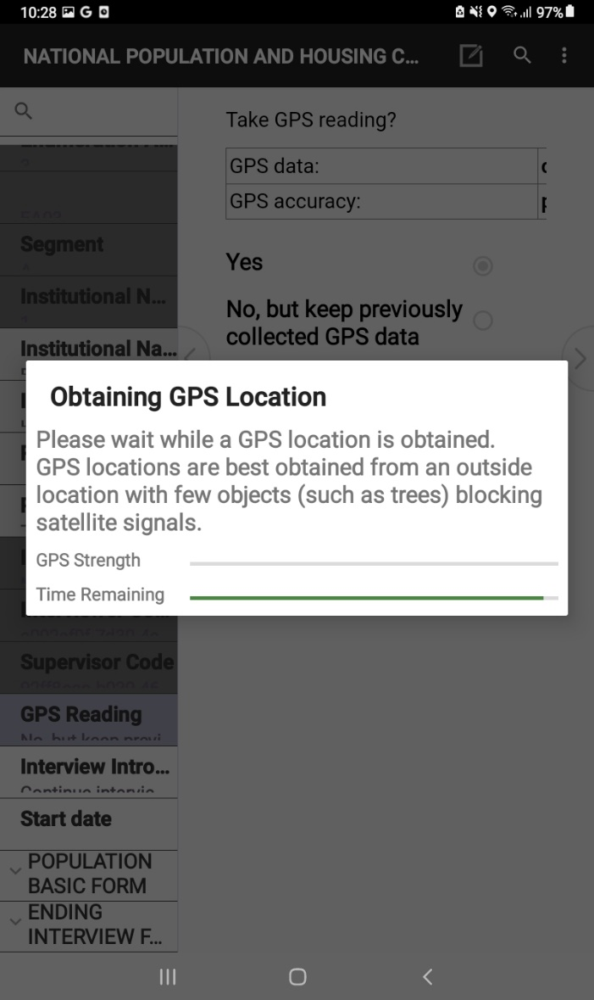 10:28
97%
NATIONAL POPULATION AND HOUSING C...
Take GPS reading?
GPS data:
GPS accuracy:
Yes
No, but keep previously
collected GPS data
Segment
Institutional N...
Institutional Na...
Obtaining GPS Location
Please wait while a GPS location is obtained.
GPS locations are best obtained from an outside
location with few objects (such as trees) blocking
satellite signals.
GPS Strength
Time Remaining
Supervisor Code
GPS Reading
No, but keep previ
Interview Intro...
Continue intervie
Start date
POPULATION
BASIC FORM
ENDING
INTERVIEW F...